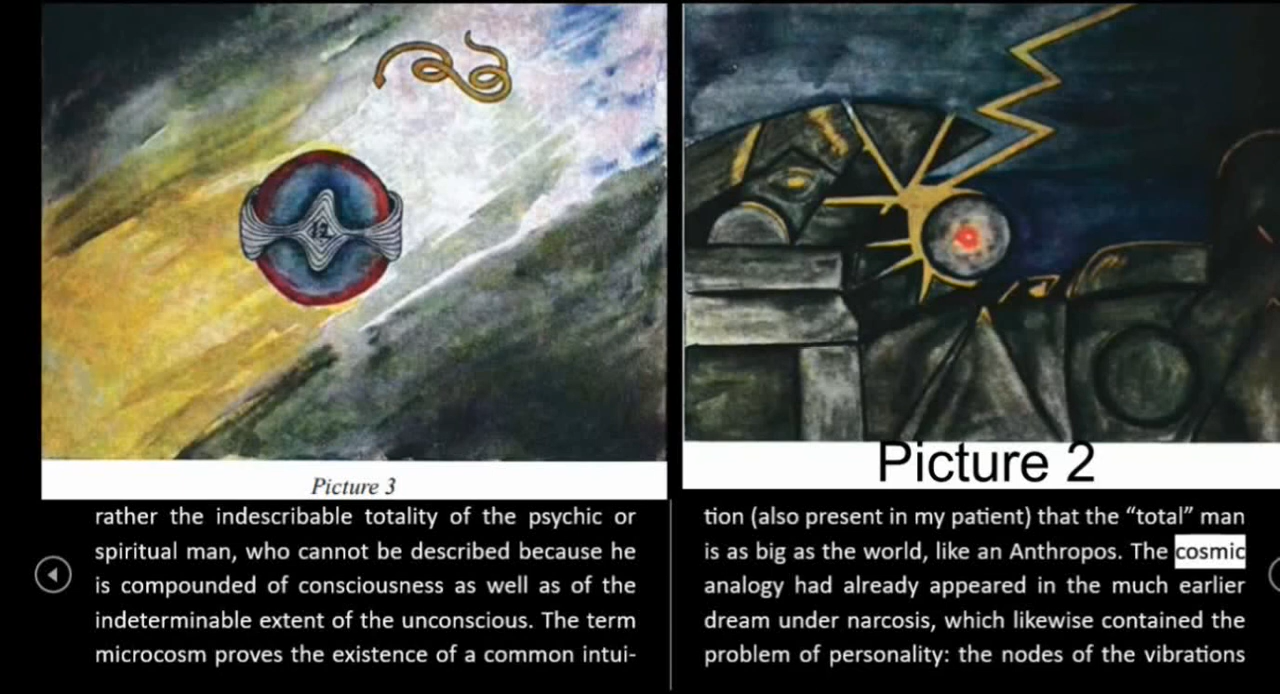 12
Picture 3
rather the indescribable totality of the psychic or
spiritual man, who cannot be described because he
is compounded of consciousness as well as of the
indeterminable extent of the unconscious. The term
microcosm proves the existence of a common intui-
Picture 2
tion (also present in my patient) that the “total” man
is as big as the world, like an Anthropos. The cosmic
analogy had already appeared in the much earlier
dream under narcosis, which likewise contained the
problem of personality: the nodes of the vibrations